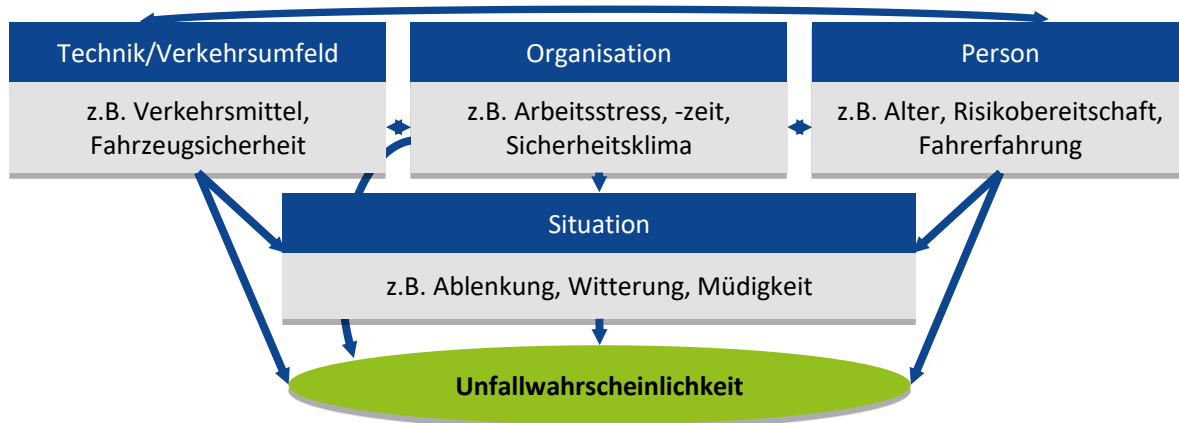 Technik/Verkehrsumfeld
z.B. Verkehrsmittel,
Fahrzeugsicherheit
Organisation
z.B. Arbeitsstress, -zeit,
Sicherheitsklima
Person
z.B. Alter, Risikobereitschaft,
Fahrerfahrung
Situation
z.B. Ablenkung, Witterung, Müdigkeit
Unfallwahrscheinlichkeit